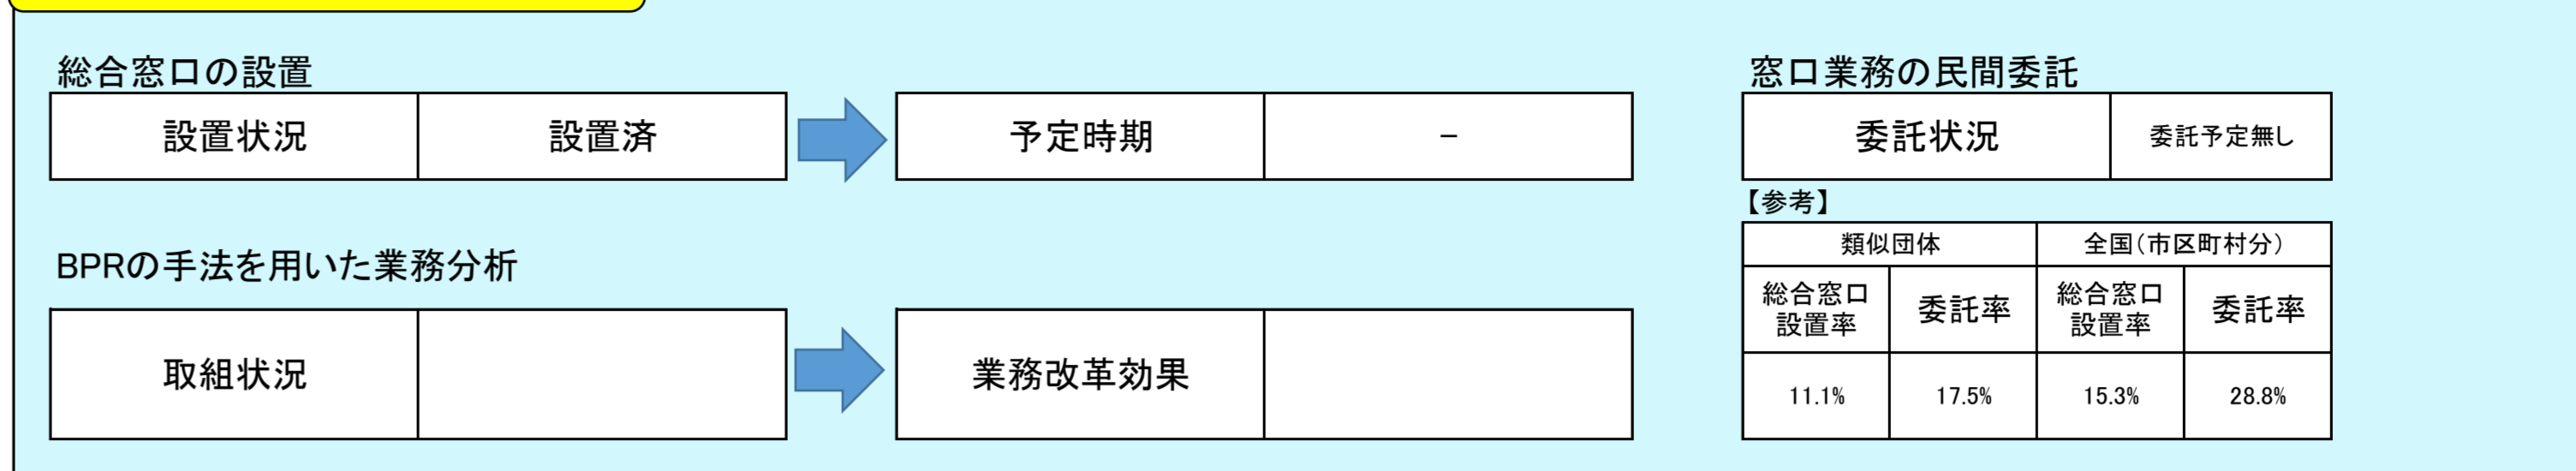 総合窓口の設置
設置状況 設置済 予定時期 －
BPRの手法を用いた業務分析
取組状況 業務改革効果
窓口業務の民間委託
委託状況 委託予定無し
【参考】
類似団体 全国（市区町村分）
総合窓口
設置率
委託率
総合窓口
設置率
委託率
11.1% 17.5% 15.3% 28.8%